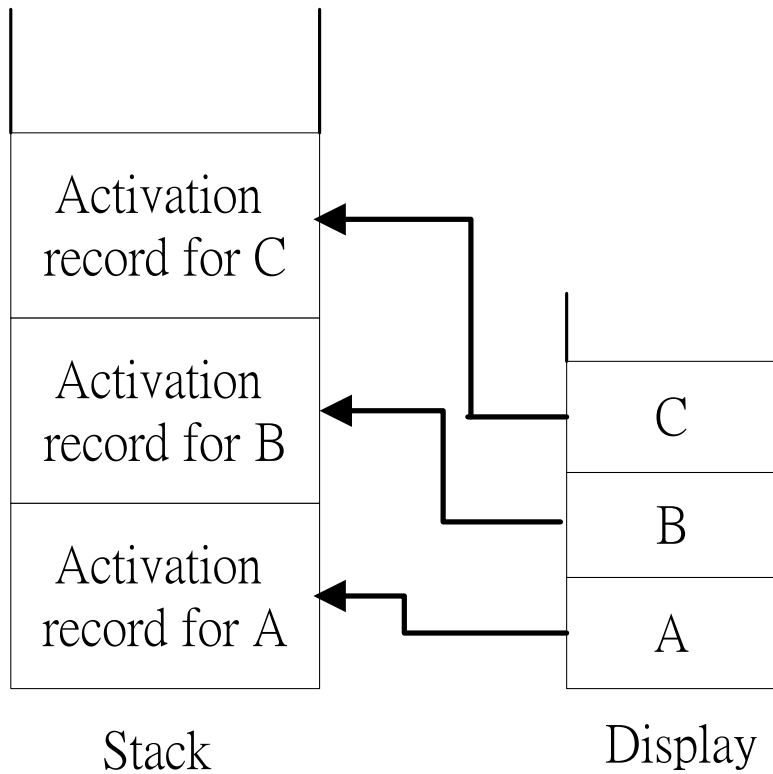 Activation
record for C
Activation
record for B
Activation
record for A
Stack
C
B
A
Display